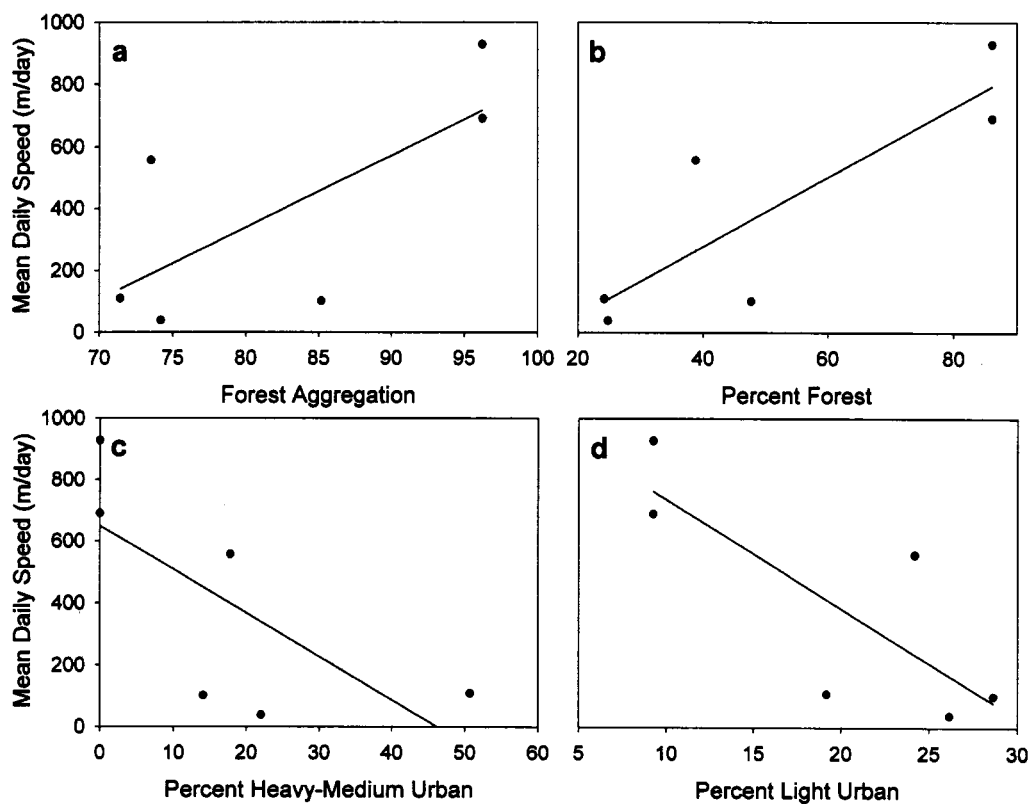 a
b
Mean Daily Speed (m/day)
1000
800
600
400
200
0
70 75 80 85 90 95 100
20 40 60 80
Forest Aggregation
Percent Forest
c
d
Mean Daily Speed (m/day)
1000
800
600
400
200
0
0 10 20 30 40 50 60
5 10 15 20 25 30
Percent Heavy-Medium Urban
Percent Light Urban